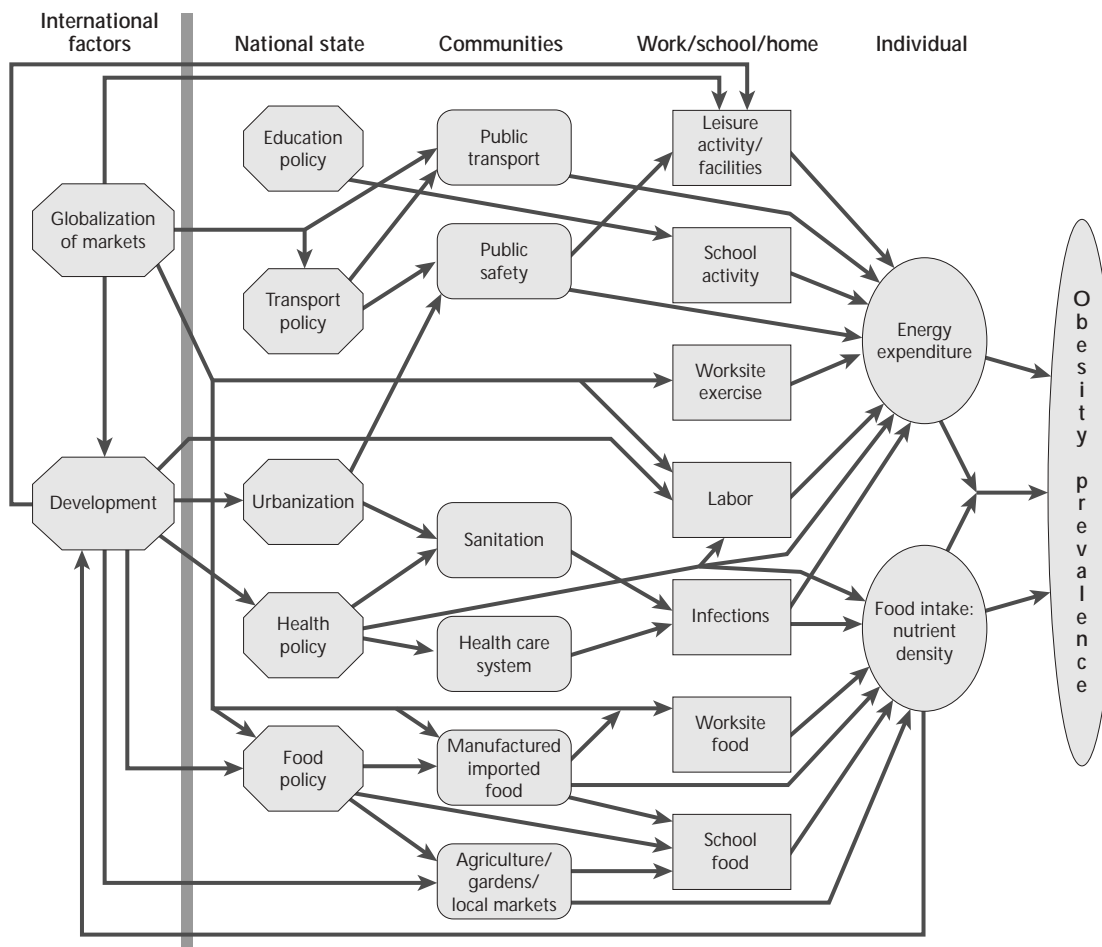 International
factors
National state
Communities
Work/school/home
Individual
Education
policy
Public
transport
Leisure
activity/
facilities
Globalization
of markets
Transport
policy
Public
safety
School
activity
Energy
expenditure
Worksite
exercise
Development
Urbanization
Sanitation
Labor
Health
policy
Health care
system
Infections
Food intake:
nutrient
density
Food
policy
Manufactured
imported
food
Worksite
food
School
food
Agriculture/
gardens/
local markets
Obesity prevalence